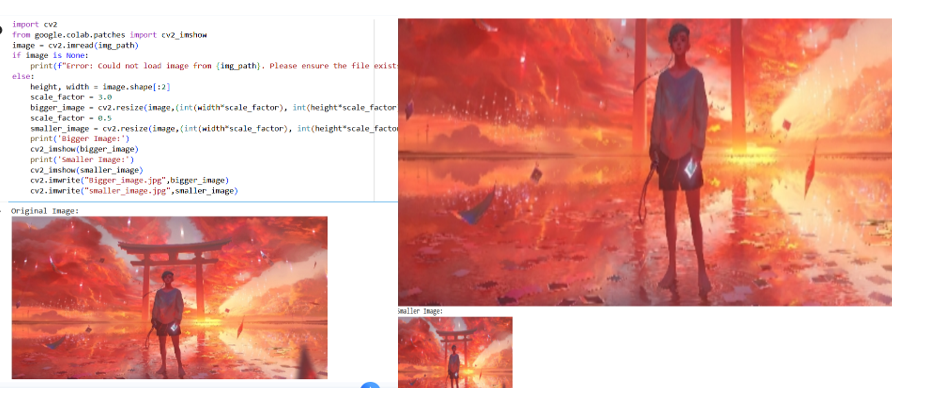 import cv2
from google.colab.patches import cv2_imshow
image = cv2.imread(img_path)
if image is None:
print(f"Error: Could not load image from {img_path}. Please ensure the file exist
else:
height, width = image.shape[:2]
scale_factor = 3.0
bigger_image = cv2.resize(image,(int(width*scale_factor), int(height*scale_factor
scale_factor = 0.5
smaller_image = cv2.resize(image,(int(width*scale_factor), int(height*scale_facto
print('Bigger Image:')
cv2_imshow(bigger_image)
print('Smaller Image:')
cv2_imshow(smaller_image)
cv2.imwrite("Bigger_image.jpg",bigger_image)
cv2.imwrite("smaller_image.jpg",smaller_image)
Original Image:
maller Image: